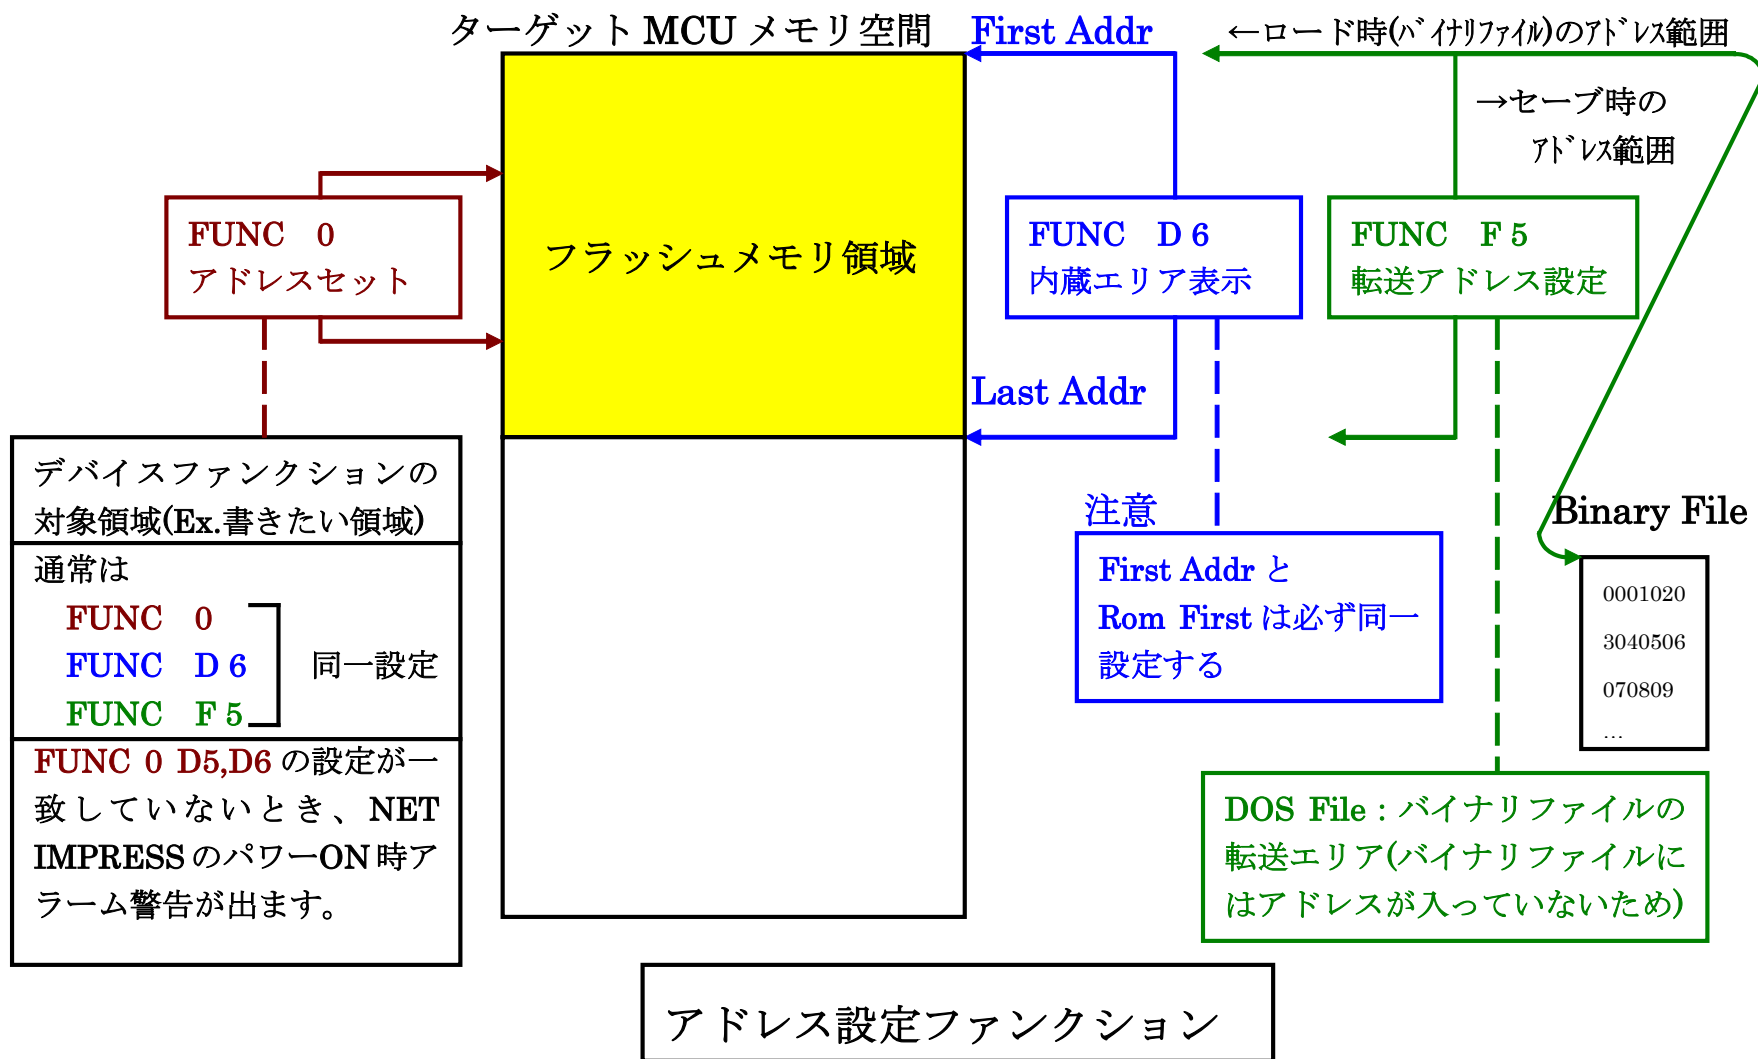 ターゲット MCU メモリ空間
First Addr
←ロード時(ﾊﾞｲﾅﾘﾌｧｲﾙ)のｱﾄﾞﾚｽ範囲
→セーブ時の
ｱﾄﾞﾚｽ範囲
FUNC 0
アドレスセット
フラッシュメモリ領域
FUNC D 6
内蔵エリア表示
FUNC F 5
転送アドレス設定
Last Addr
デバイスファンクションの
対象領域(Ex.書きたい領域)
通常は
FUNC 0
FUNC D 6
同一設定
FUNC F 5
FUNC 0 D5,D6 の設定が一
致していないとき、NET
IMPRESS のパワーON 時ア
ラーム警告が出ます。
注意
First Addr と
Rom First は必ず同一
設定する
Binary File
0001020
3040506
070809
…
DOS File : バイナリファイルの
転送エリア(バイナリファイルに
はアドレスが入っていないため)
アドレス設定ファンクション